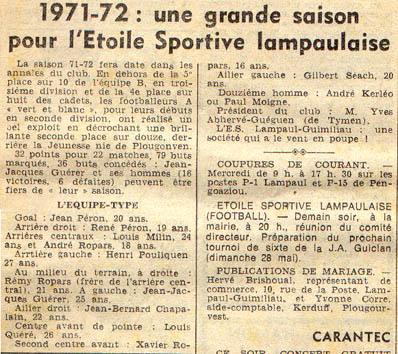 1971-72 : une grande saison
pour l'Etoile Sportive lampaulaise
La saison 71-72 fera date dans les
annales du club. En dehors de la 5e
place sur 10 de l'équipe B, en troi-
sième division et de la 4e place sur
huit des cadets, les footballeurs A
« vert et blanc », pour leurs débuts
en seconde division, ont réalisé un
bel exploit en décrochant une bril-
lante seconde place sur douze, der-
rière la Jeunesse nie de Plougonven.
32 points pour 22 matches, 79 buts
marqués, 36 buts concédés : Jean-
Jacques Guérer et ses hommes (16
victoires, 6 défaites) peuvent être
fiers de « leur » saison.
L'EQUIPE-TYPE
Goal : Jean Péron, 20 ans.
Arrière droit : René Péron, 19 ans.
Arrières centraux : Louis Milin, 24
ans et André Ropars, 18 ans.
Arrtière gauche : Henri Pouliquen
27 ans.
Au milieu du terrain, à droite :
Rémy Ropars (frère de l'arrière cen-
tral), 21 ans. A gauche : Jean-Jac-
ques Guérer, 25 ans.
Ailier droit : Jean-Bernard Chapa-
lain, 22 ans.
Centre avant de pointe : Louis
Quéré, 26 ans.
Second centre avant : Xavier Ro-
pars, 16 ans.
Ailier gauche : Gilbert Séach, 20
ans.
Douzième homme : André Kerléo
ou Paul Moigne.
Président du club : M. Yves
Abhervé-Guéguen (de Tymen).
L'E.S. Lampaul-Guimiliau : une
société qui a le vent en poupe !
COUPURES DE COURANT. —
Mercredi de 9 h. à 17 h. 30 sur les
postes P-1 Lampaul et P-15 de Pen-
goaziou.
ETOILE SPORTIVE LAMPAULAISE
(FOOTBALL). — Demain soir, à la
mairie, à 20 h., réunion du comité
directeur. Préparation du prochain
tournoi de sixte de la J.A. Guiclan
(dimanche 28 mai).
PUBLICATIONS DE MARIAGE. —
Hervé Brishoual, représentant de
commerce, 10, rue de la Poste, Lam-
paul-Guimiliau, et Yvonne Corre,
aide-comptable, Kerduff, Plougour-
vest.
CARANTEC
CE SOIR CONCERT GRATUIT